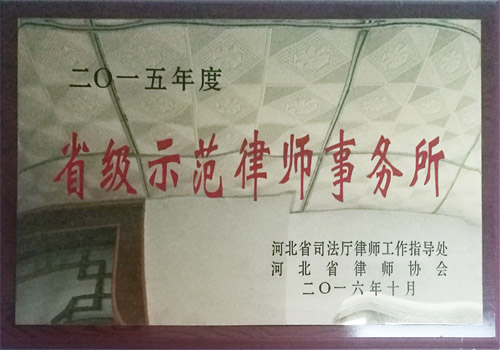 二〇一五年度
省级示范律师事务所
河北省司法厅律师工作指导处
河北省律师协会
二〇一六年十月